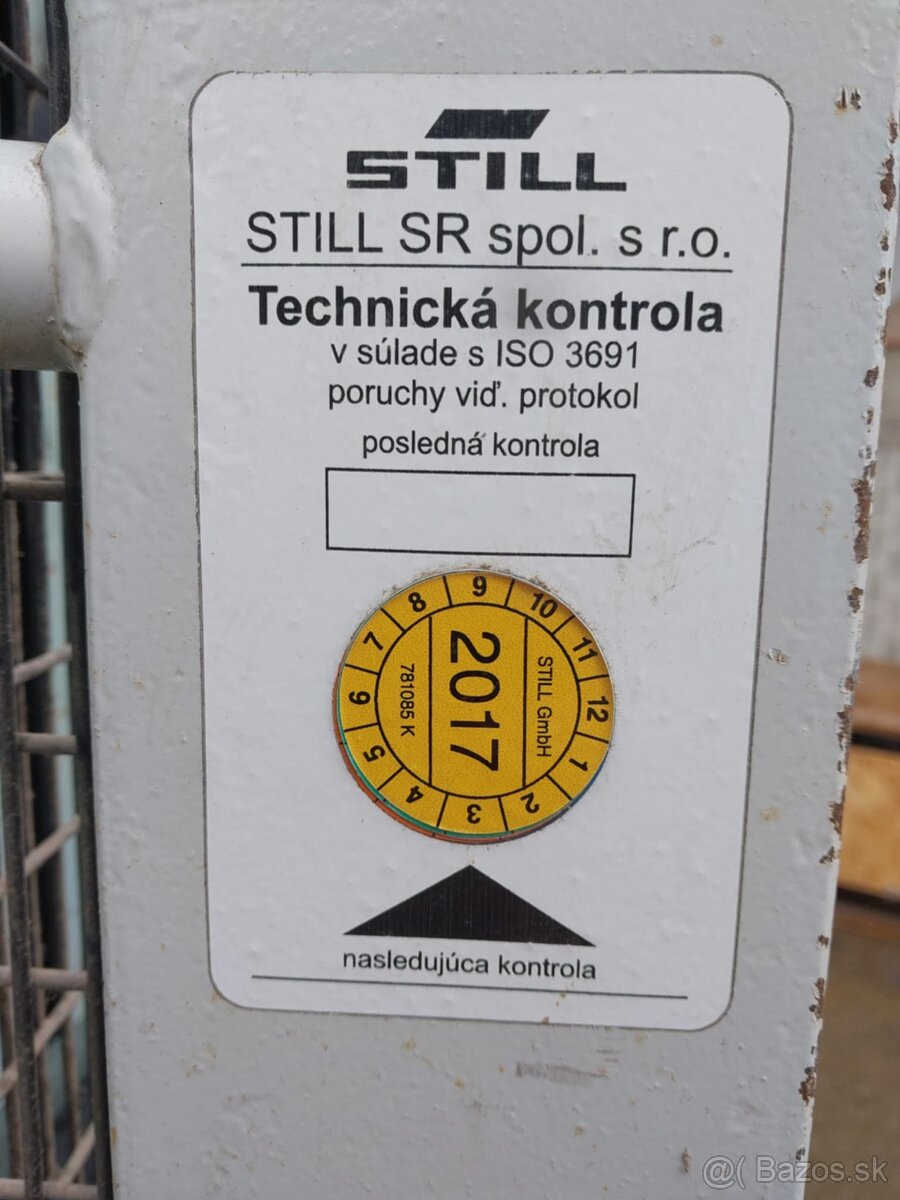 STILL
STILL SR spol. s r.o.
Technická kontrola
v súlade s ISO 3691
poruchy viď. protokol
posledná kontrola
1 2 3 4 5 6 7 8 9 10 11 12
STILL GmbH
2017
781085 K
nasledujúca kontrola
@( Bazos.sk